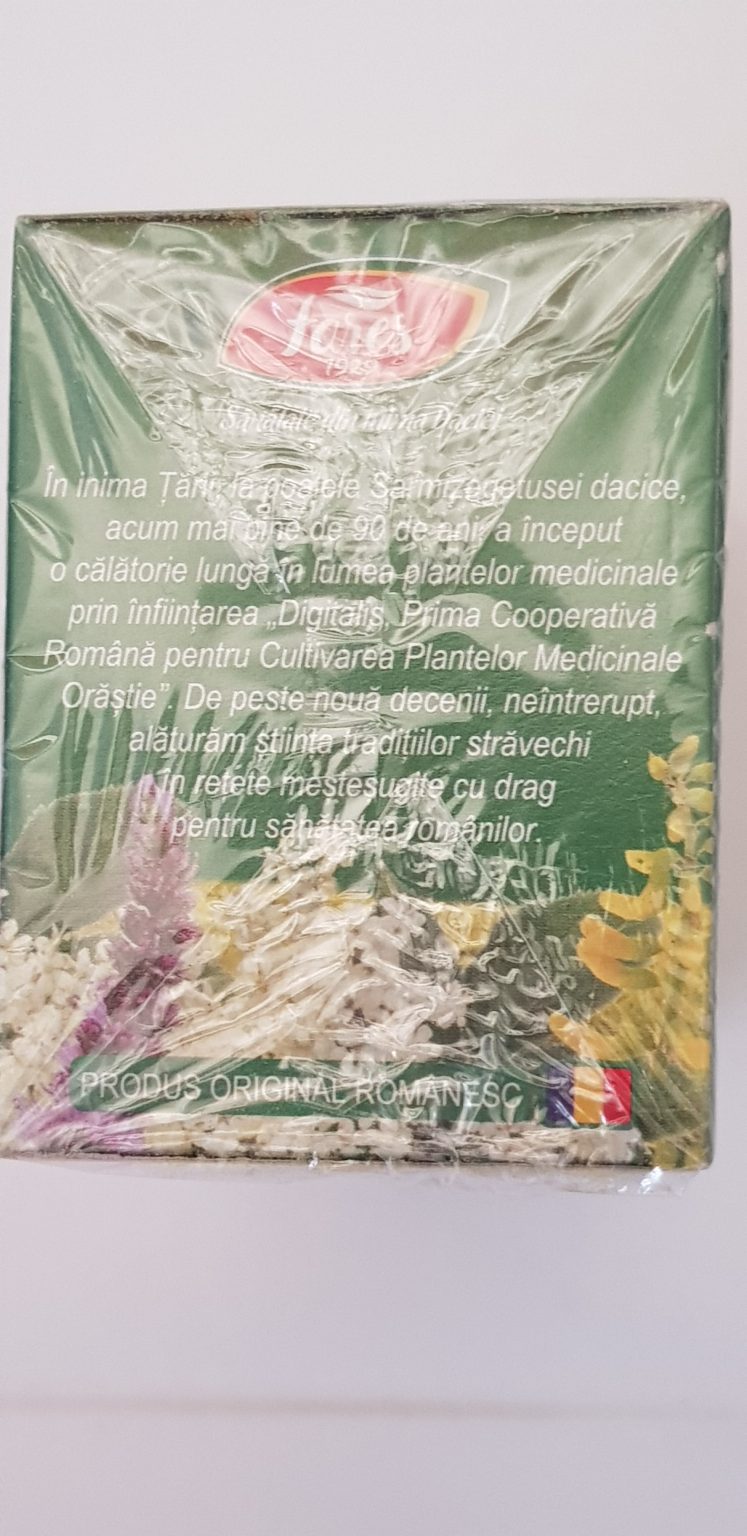 fares
1929
Sănătate din inima Daciei
În inima Țării, la poalele Sarmizegetusei dacice,
acum mai bine de 90 de ani, a început
o călătorie lungă în lumea plantelor medicinale
prin înființarea „Digitalis, Prima Cooperativă
Română pentru Cultivarea Plantelor Medicinale
Orăștie”. De peste nouă decenii, neîntrerupt,
alăturăm știința tradițiilor străvechi
în rețete meșteșugite cu drag
pentru sănătatea românilor.
PRODUS ORIGINAL ROMÂNESC